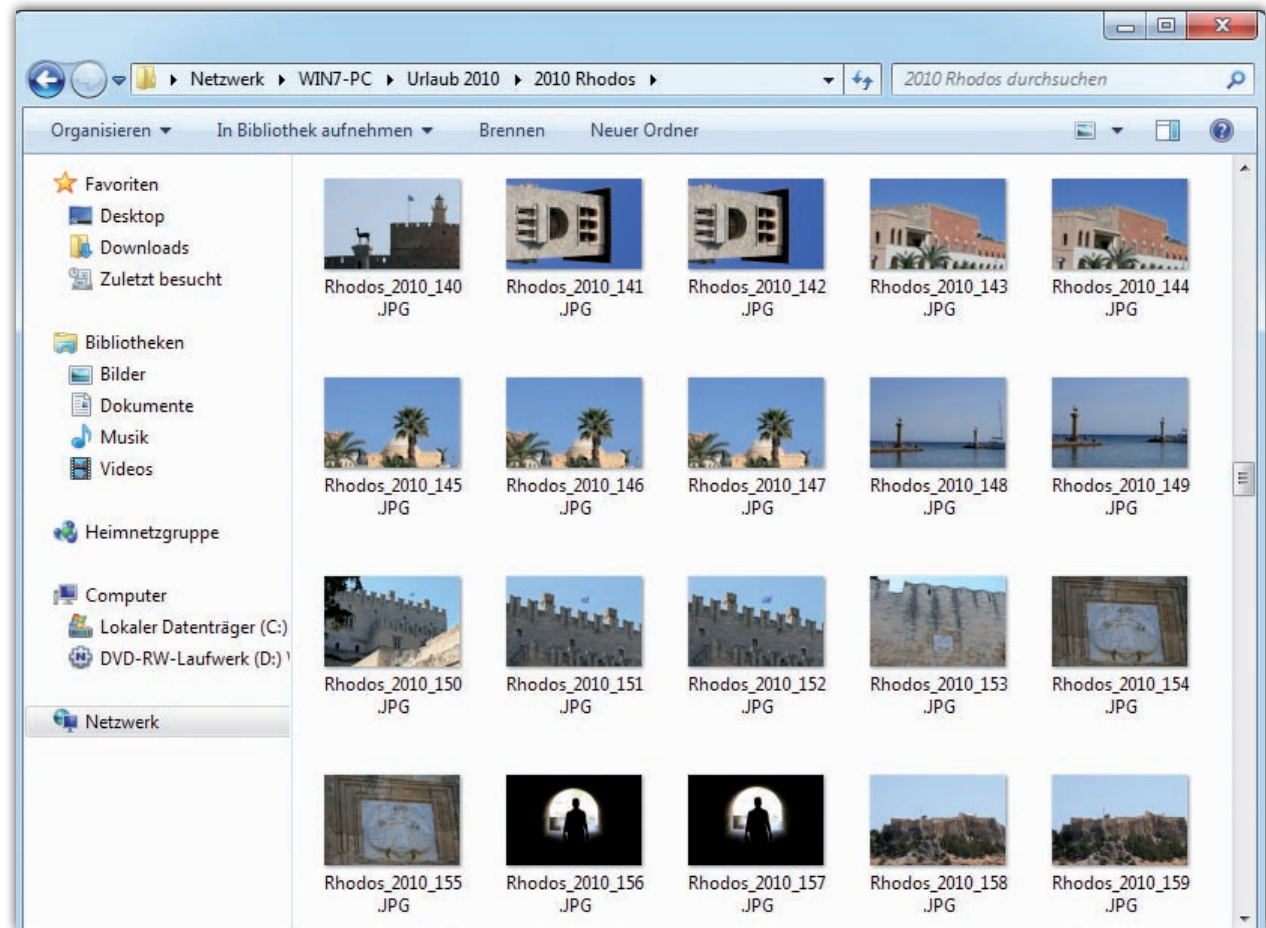 Netzwerk WIN7-PC Urlaub 2010 2010 Rhodos
2010 Rhodos durchsuchen
Organisieren In Bibliothek aufnehmen Brennen Neuer Ordner
Favoriten
Desktop
Downloads
Zuletzt besucht
Bibliotheken
Bilder
Dokumente
Musik
Videos
Heimnetzgruppe
Computer
Lokaler Datenträger (C:)
DVD-RW-Laufwerk (D:)
Netzwerk
Rhodos_2010_140 Rhodos_2010_141 Rhodos_2010_142 Rhodos_2010_143 Rhodos_2010_144
.JPG .JPG .JPG .JPG .JPG
Rhodos_2010_145 Rhodos_2010_146 Rhodos_2010_147 Rhodos_2010_148 Rhodos_2010_149
.JPG .JPG .JPG .JPG .JPG
Rhodos_2010_150 Rhodos_2010_151 Rhodos_2010_152 Rhodos_2010_153 Rhodos_2010_154
.JPG .JPG .JPG .JPG .JPG
Rhodos_2010_155 Rhodos_2010_156 Rhodos_2010_157 Rhodos_2010_158 Rhodos_2010_159
.JPG .JPG .JPG .JPG .JPG